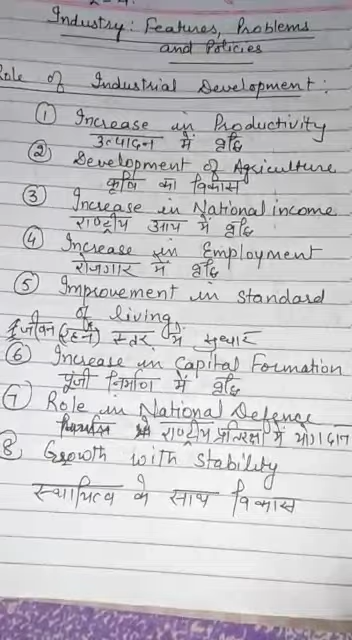 Industry: Features, Problems
and Policies
Role of Industrial Development:
① Increase in Productivity
उत्पादन में वृद्धि
② Development of Agriculture
कृषि का विकास
③ Increase in National income
राष्ट्रीय आय में वृद्धि
④ Increase in Employment
रोजगार में वृद्धि
⑤ Improvement in Standard
of living
जीवन (रहन) स्तर में सुधार
⑥ Increase in Capital Formation
पूंजी निर्माण में वृद्धि
⑦ Role in National Defence
राष्ट्रीय प्रतिरक्षा में योगदान
8 Growth with Stability
स्थायित्व के साथ विकास